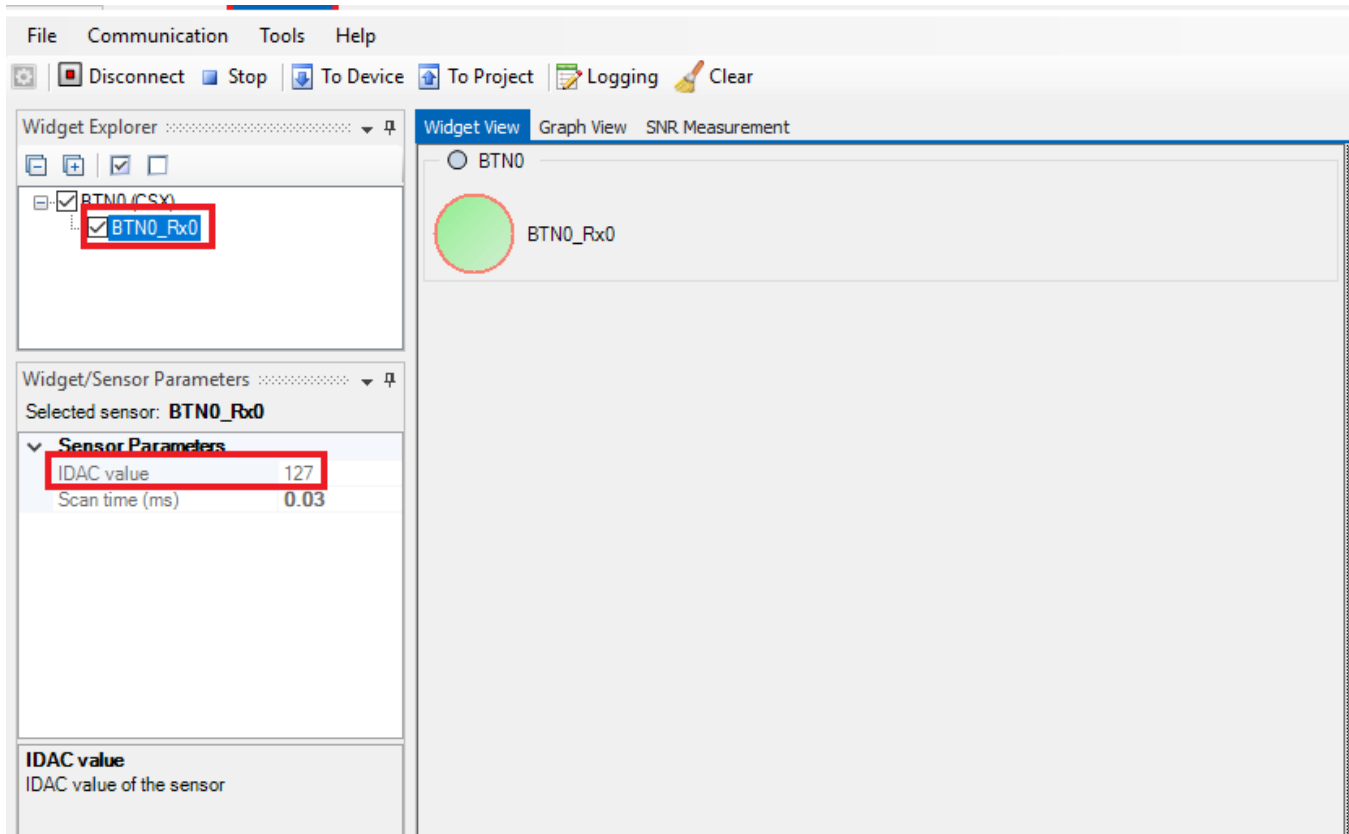 File Communication Tools Help
Disconnect Stop To Device To Project Logging Clear
Widget Explorer
BTN0 (CSX)
BTN0_Rx0
Widget/Sensor Parameters
Selected sensor: BTN0_Rx0
Sensor Parameters
IDAC value 127
Scan time (ms) 0.03
IDAC value
IDAC value of the sensor
Widget View Graph View SNR Measurement
BTN0
BTN0_Rx0